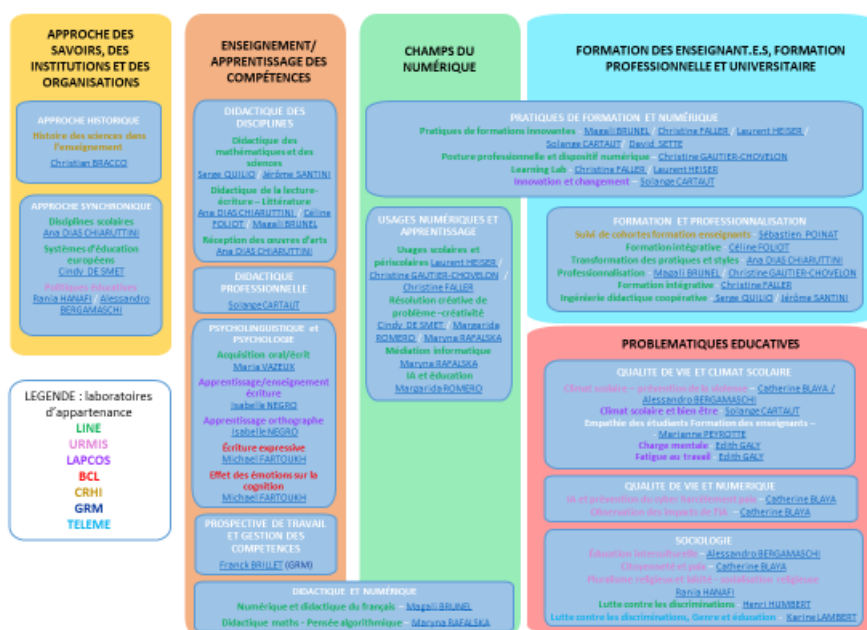 APPROCHE DES
SAVOIRS, DES
INSTITUTIONS ET DES
ORGANISATIONS
APPROCHE HISTORIQUE
Histoire des sciences dans
l'enseignement
Christian BRACCO
APPROCHE SYNCHRONIQUE
Disciplines scolaires
Ana DIAS CHIARUTTINI
Systèmes d'éducation
européens
Cindy DE SMET
Politiques éducatives
Rania HANAFI / Alessandro
BERGAMASCHI
LEGENDE : laboratoires
d'appartenance
LINE
URMIS
LAPCOS
BCL
CRHI
GRM
TELEME
ENSEIGNEMENT/
APPRENTISSAGE DES
COMPÉTENCES
DIDACTIQUE DES
DISCIPLINES
Didactique des
mathématiques et des
sciences
Serge QUILIO / Jérôme SANTINI
Didactique de la lecture-
écriture – Littérature
Ana DIAS CHIARUTTINI / Céline
FOLIOT / Magali BRUNEL
Réception des œuvres d'arts
Ana DIAS CHIARUTTINI
DIDACTIQUE
PROFESSIONNELLE
Solange CARTAUT
PSYCHOLINGUISTIQUE et
PSYCHOLOGIE
Acquisition oral/écrit
Maria VAZEUX
Apprentissage/enseignement
écriture
Isabelle NEGRO
Apprentissage orthographe
Isabelle NEGRO
Écriture expressive
Michael FARTOUKH
Effet des émotions sur la
cognition
Michael FARTOUKH
PROSPECTIVE DE TRAVAIL
ET GESTION DES
COMPETENCES
Franck BRILLET (GRM)
DIDACTIQUE ET NUMÉRIQUE
Numérique et didactique du français – Magali BRUNEL
Didactique maths - Pensée algorithmique – Maryna RAFALSKA
CHAMPS DU
NUMÉRIQUE
FORMATION DES ENSEIGNANT.E.S, FORMATION
PROFESSIONNELLE ET UNIVERSITAIRE
PRATIQUES DE FORMATION ET NUMÉRIQUE
Pratiques de formations innovantes – Magali BRUNEL / Christine FALLER / Laurent HEISER /
Solange CARTAUT / David SETTE
Posture professionnelle et dispositif numérique – Christine GAUTIER-CHOVELON
Learning Lab – Christine FALLER / Laurent HEISER
Innovation et changement – Solange CARTAUT
USAGES NUMÉRIQUES ET
APPRENTISSAGE
Usages scolaires et
périscolaires Laurent HEISER /
Christine GAUTIER-CHOVELON /
Christine FALLER
Résolution créative de
problème –créativité
Cindy DE SMET / Margarida
ROMERO / Maryna RAFALSKA
Médiation informatique
Maryna RAFALSKA
IA et éducation
Margarida ROMERO
FORMATION ET PROFESSIONNALISATION
Suivi de cohortes formation enseignants – Sébastien POINAT
Formation intégrative – Céline FOLIOT
Transformation des pratiques et styles – Ana DIAS CHIARUTTINI
Professionnalisation – Magali BRUNEL / Christine GAUTIER-CHOVELON
Formation intégrative – Christine FALLER
Ingénierie didactique coopérative – Serge QUILIO / Jérôme SANTINI
PROBLEMATIQUES EDUCATIVES
QUALITE DE VIE ET CLIMAT SCOLAIRE
Climat scolaire – prévention de la violence – Catherine BLAYA /
Alessandro BERGAMASCHI
Climat scolaire et bien être – Solange CARTAUT
Empathie des étudiants Formation des enseignants –
– Marianne PEYROTTE
Charge mentale – Edith GALY
Fatigue au travail – Edith GALY
QUALITE DE VIE ET NUMERIQUE
IA et prévention du cyber harcèlement paix – Catherine BLAYA
Observation des impacts de l'IA – Catherine BLAYA
SOCIOLOGIE
Éducation interculturelle – Alessandro BERGAMASCHI
Citoyenneté et paix – Catherine BLAYA
Pluralisme religieux et laïcité – socialisation religieuse
Rania HANAFI
Lutte contre les discriminations – Henri HUMBERT
Lutte contre les discriminations, Genre et éducation – Karine LAMBERT